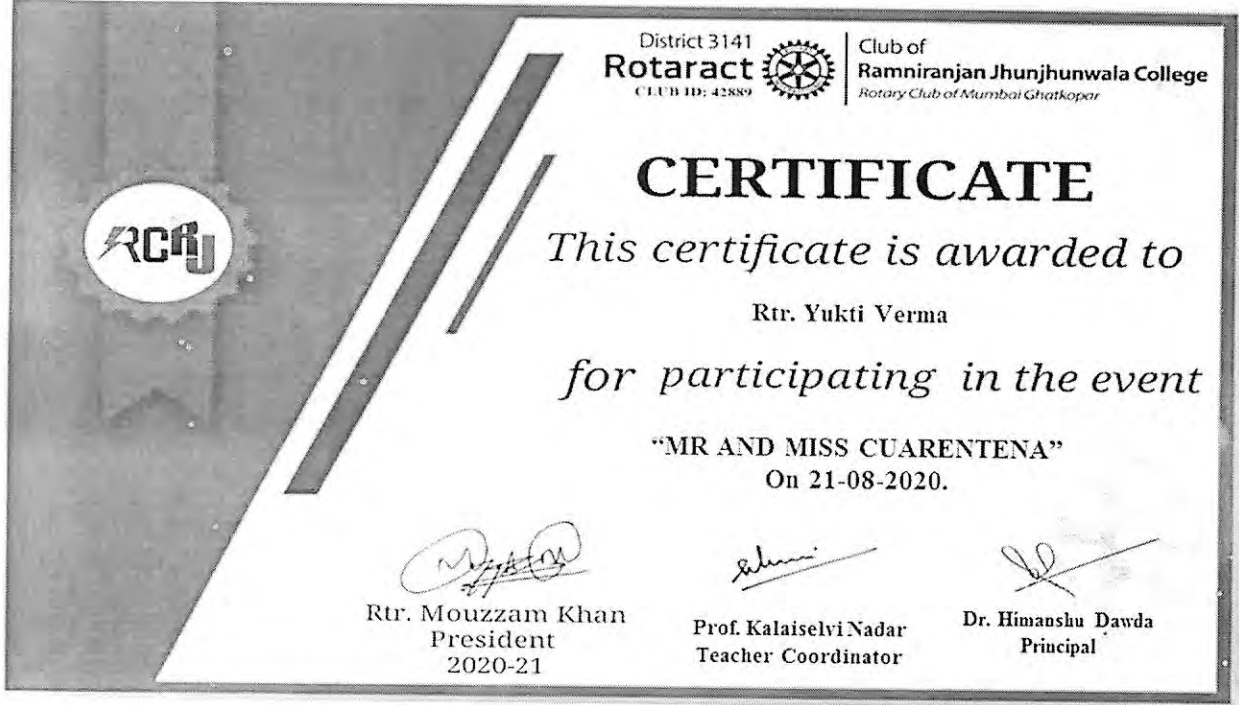 District 3141
Rotaract
CLUB ID: 42889
Club of
Ramniranjan Jhunjhunwala College
Rotary Club of Mumbai Ghatkopar
RCRJ
CERTIFICATE
This certificate is awarded to
Rtr. Yukti Verma
for participating in the event
“MR AND MISS CUARENTENA”
On 21-08-2020.
Rtr. Mouzzam Khan
President
2020-21
Prof. Kalaiselvi Nadar
Teacher Coordinator
Dr. Himanshu Dawda
Principal